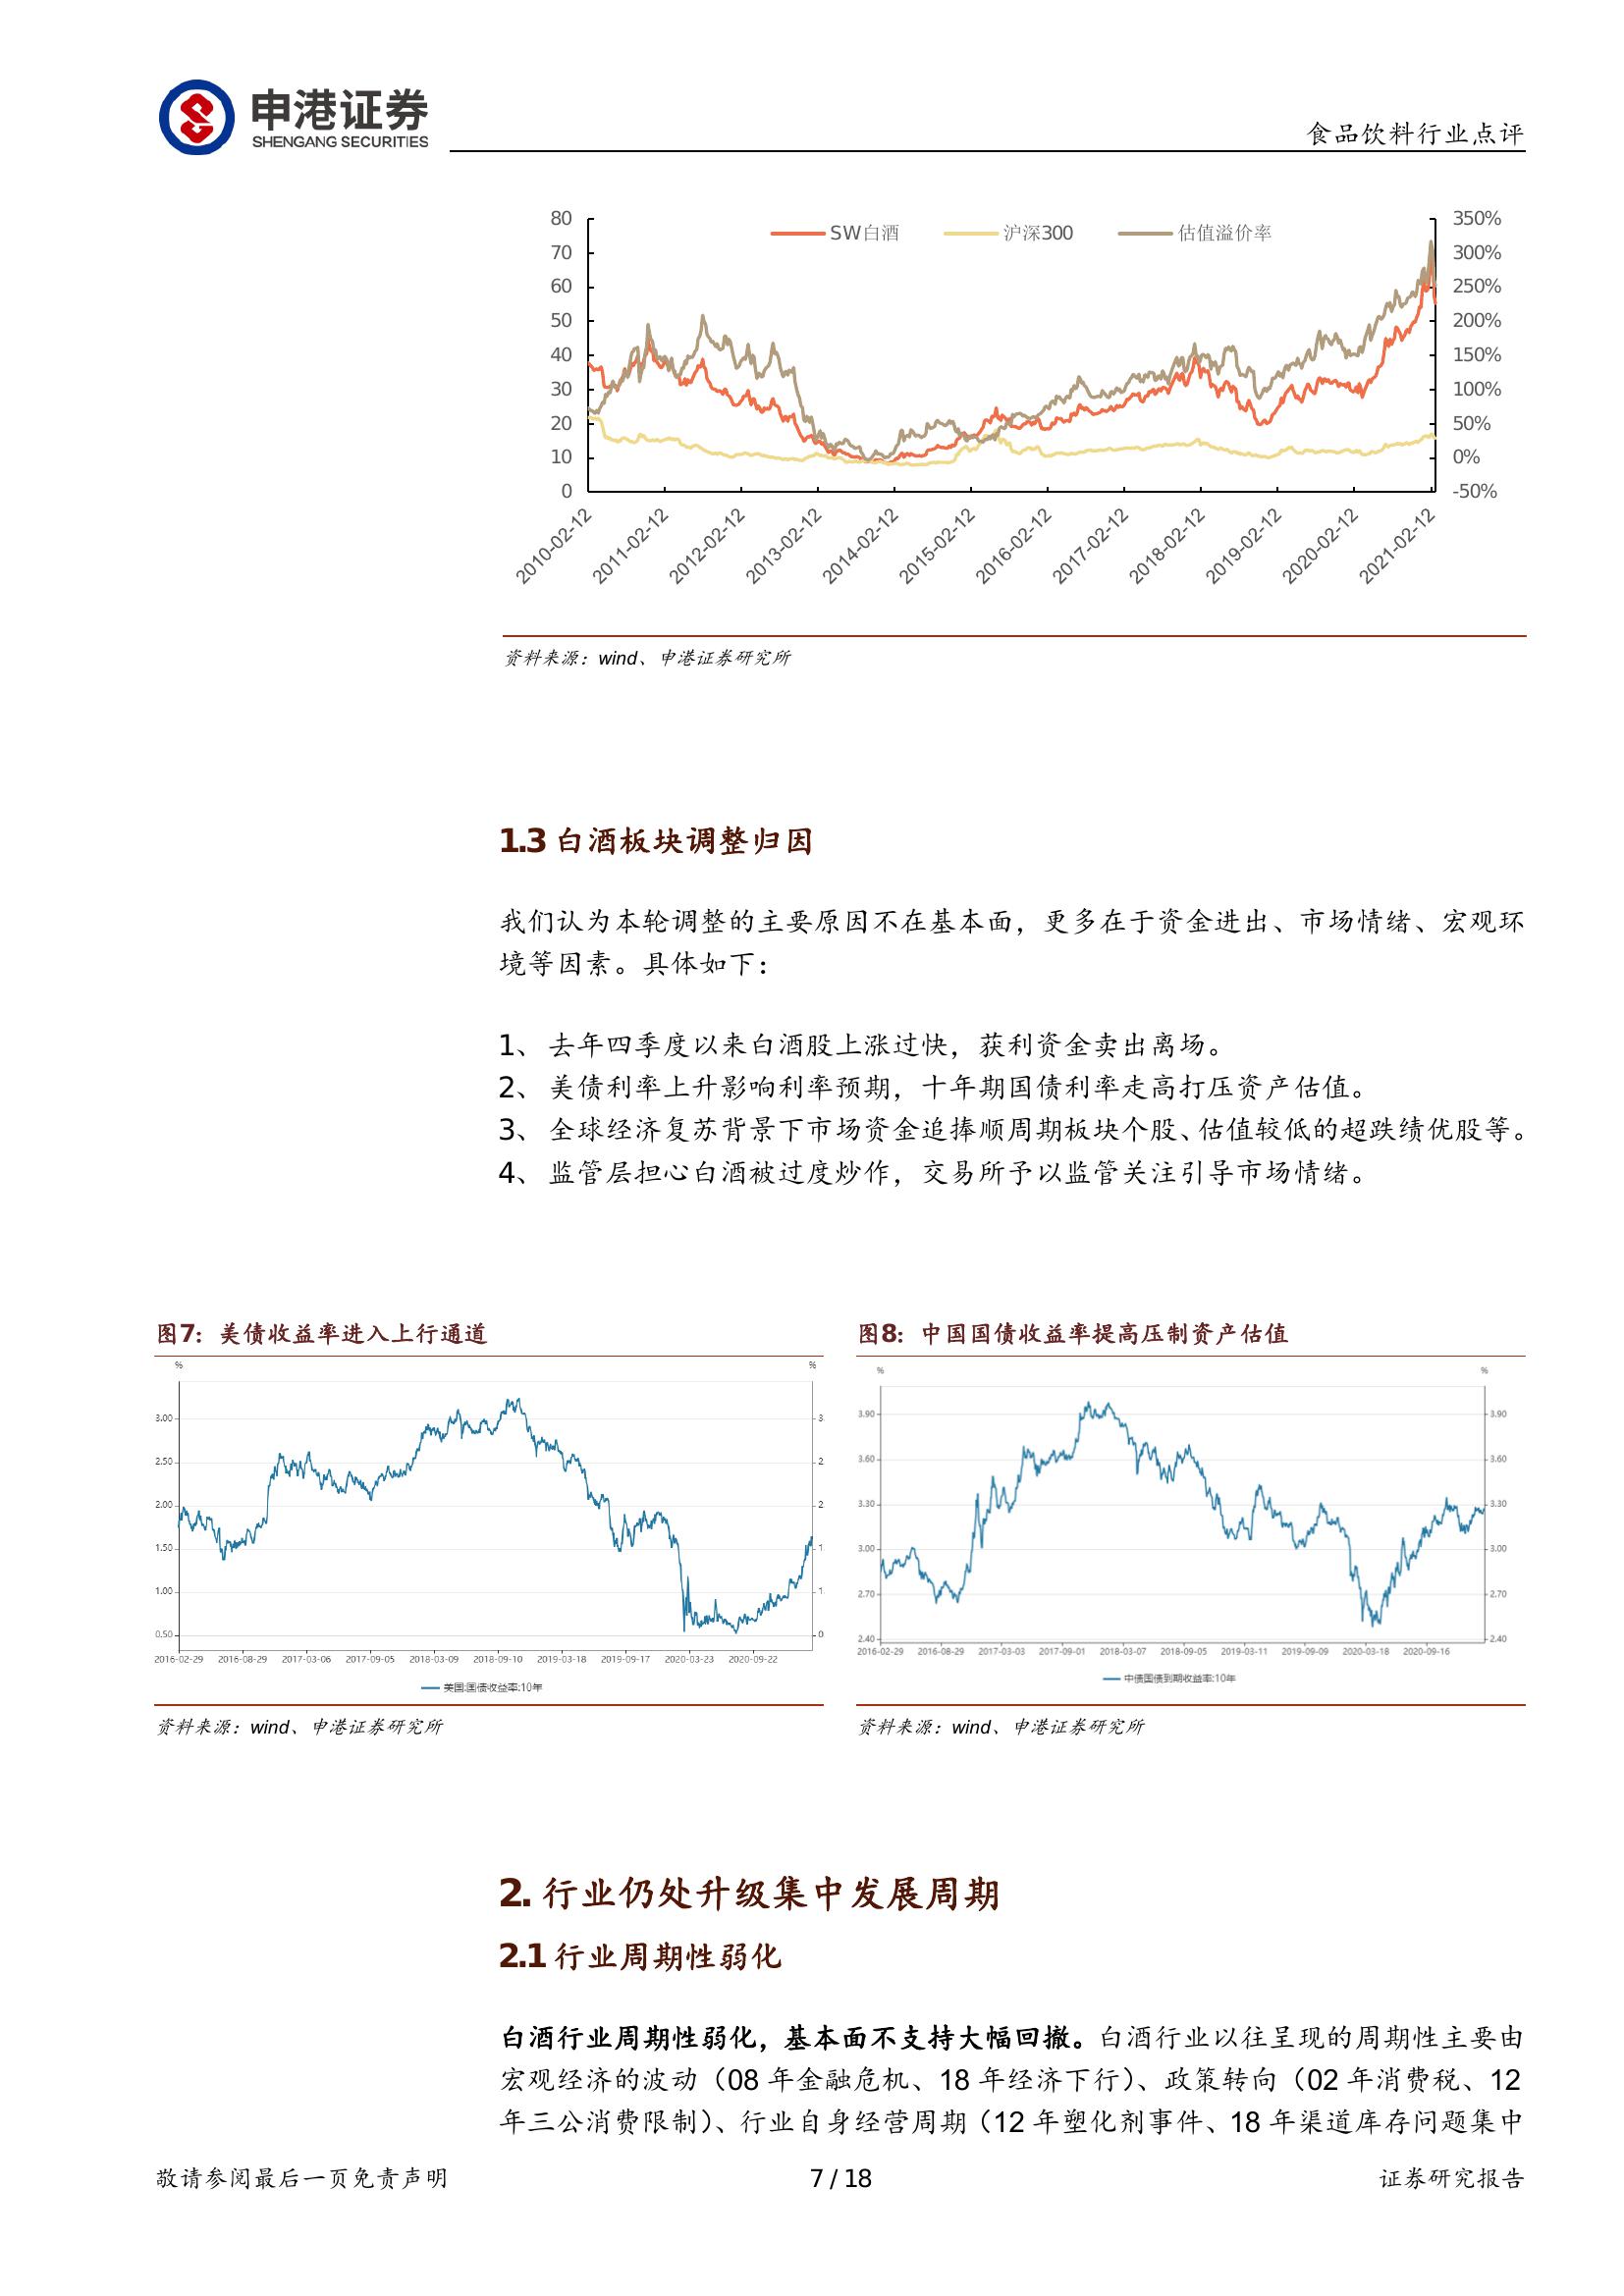 申港证券
SHENGANG SECURITIES
食品饮料行业点评
SW白酒 沪深300 估值溢价率
80
70
60
50
40
30
20
10
0
350%
300%
250%
200%
150%
100%
50%
0%
-50%
2010-02-12 2011-02-12 2012-02-12 2013-02-12 2014-02-12 2015-02-12 2016-02-12 2017-02-12 2018-02-12 2019-02-12 2020-02-12 2021-02-12
资料来源：wind、申港证券研究所
1.3 白酒板块调整归因
我们认为本轮调整的主要原因不在基本面，更多在于资金进出、市场情绪、宏观环
境等因素。具体如下：
1、 去年四季度以来白酒股上涨过快，获利资金卖出离场。
2、 美债利率上升影响利率预期，十年期国债利率走高打压资产估值。
3、 全球经济复苏背景下市场资金追捧顺周期板块个股、估值较低的超跌绩优股等。
4、 监管层担心白酒被过度炒作，交易所予以监管关注引导市场情绪。
图7：美债收益率进入上行通道
% %
3.00 3.
2.50 2
2.00 2.
1.50 1
1.00 1.
0.50 0
2016-02-29 2016-08-29 2017-03-06 2017-09-05 2018-03-09 2018-09-10 2019-03-18 2019-09-17 2020-03-23 2020-09-22
美国:国债收益率:10年
资料来源：wind、申港证券研究所
图8：中国国债收益率提高压制资产估值
% %
3.90 3.90
3.60 3.60
3.30 3.30
3.00 3.00
2.70 2.70
2.40 2.40
2016-02-29 2016-08-29 2017-03-03 2017-09-01 2018-03-07 2018-09-05 2019-03-11 2019-09-09 2020-03-18 2020-09-16
中债国债到期收益率:10年
资料来源：wind、申港证券研究所
2. 行业仍处升级集中发展周期
2.1 行业周期性弱化
白酒行业周期性弱化，基本面不支持大幅回撤。白酒行业以往呈现的周期性主要由
宏观经济的波动（08 年金融危机、18 年经济下行）、政策转向（02 年消费税、12
年三公消费限制）、行业自身经营周期（12 年塑化剂事件、18 年渠道库存问题集中
敬请参阅最后一页免责声明 7 / 18 证券研究报告